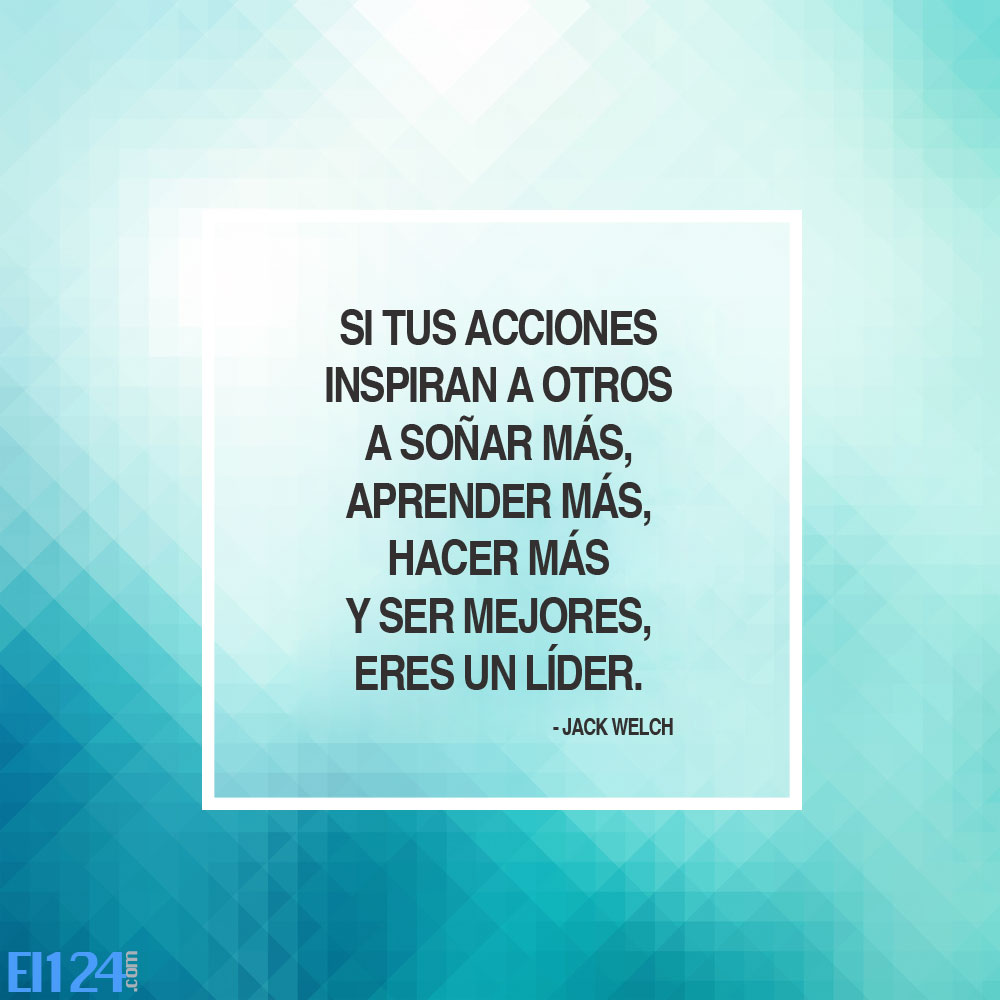 SI TUS ACCIONES
INSPIRAN A OTROS
A SOÑAR MÁS,
APRENDER MÁS,
HACER MÁS
Y SER MEJORES,
ERES UN LÍDER.
- JACK WELCH
El124.com